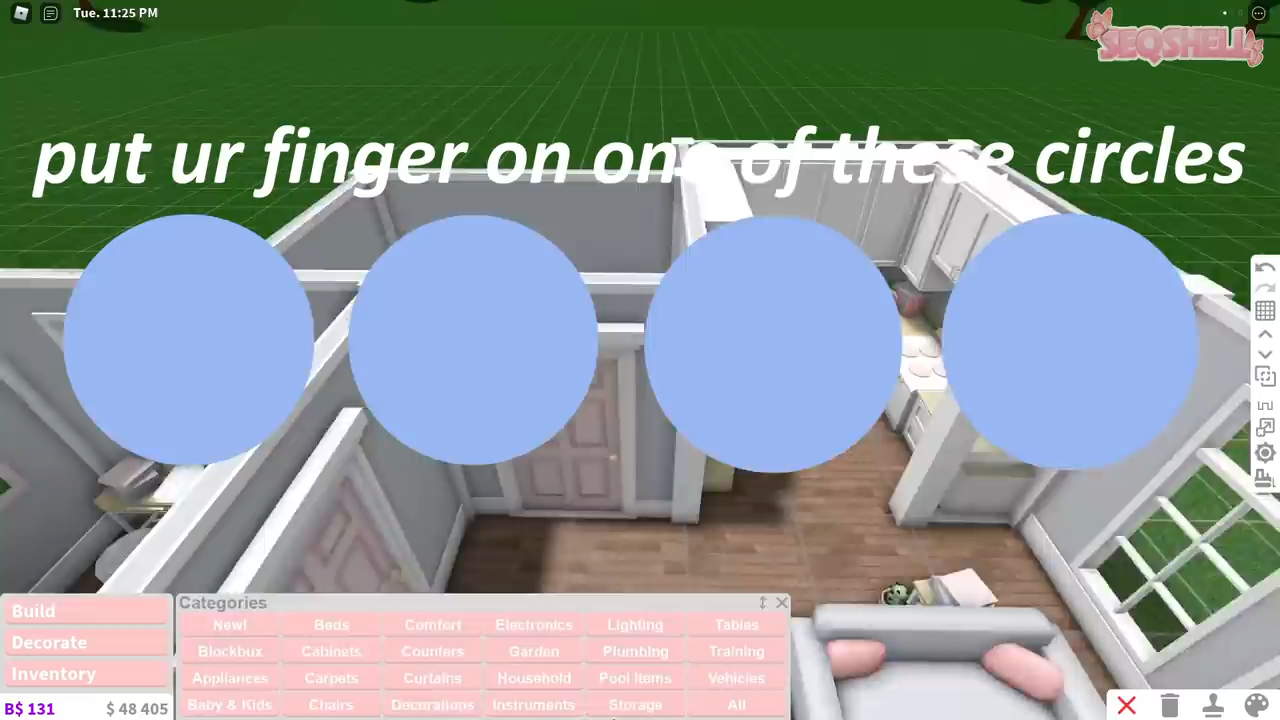 Tue. 11:25 PM
SEQSHELL
put ur finger on one of these circles
Build
Decorate
Inventory
B$ 131 $ 48 405
Categories
New! Beds Comfort Electronics Lighting Tables
Blockbux Cabinets Counters Garden Plumbing Training
Appliances Carpets Curtains Household Pool Items Vehicles
Baby & Kids Chairs Decorations Instruments Storage All